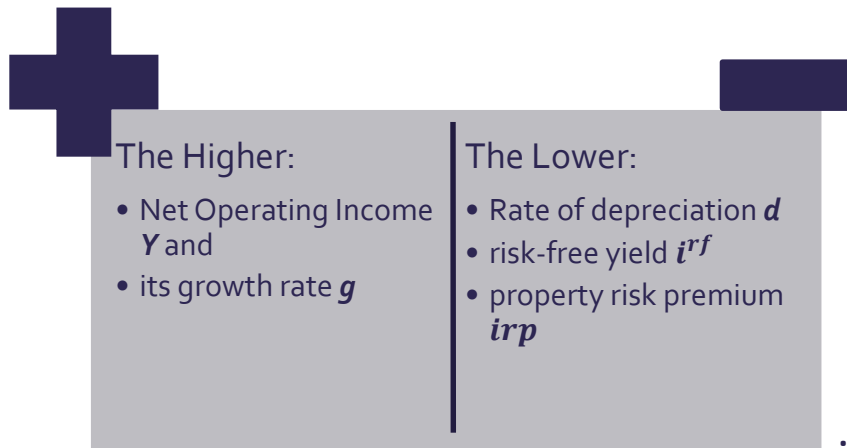 The Higher:
• Net Operating Income
Y and
• its growth rate g
The Lower:
• Rate of depreciation d
• risk-free yield i^rf
• property risk premium
irp
.